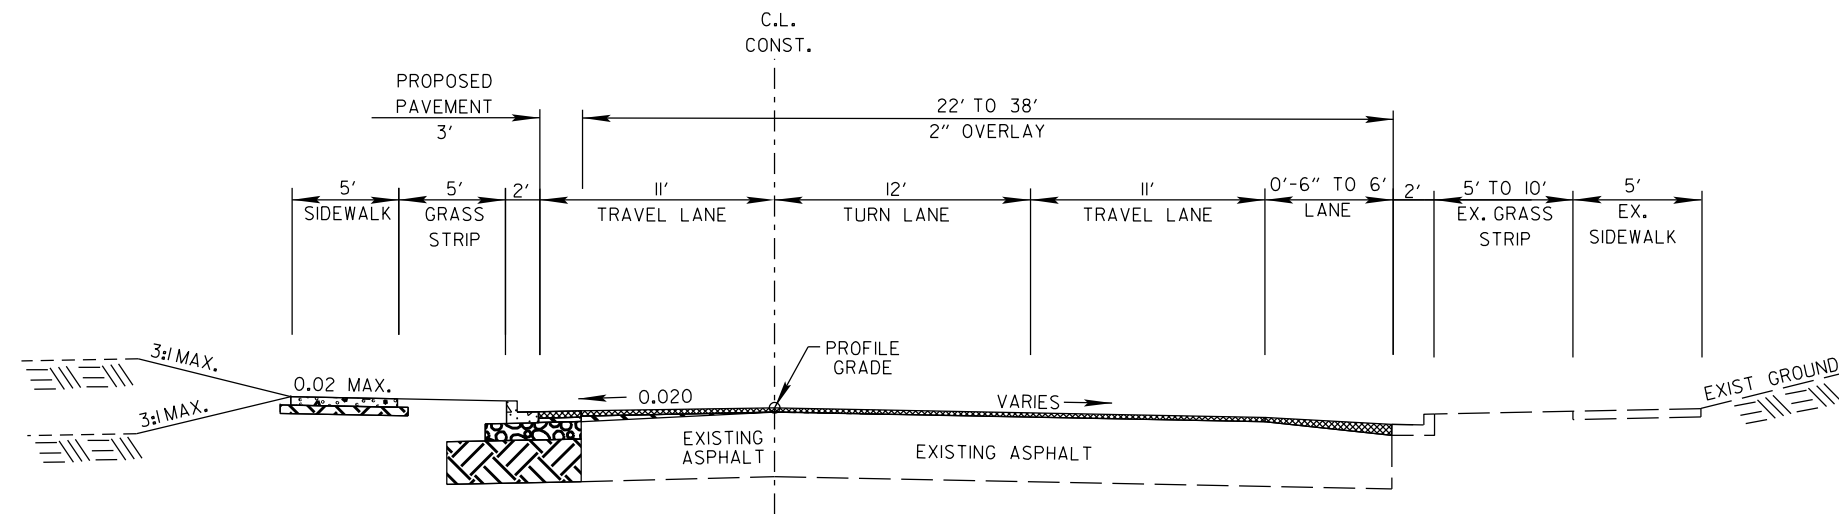 C.L.
CONST.
PROPOSED
PAVEMENT
3'
22' TO 38'
2" OVERLAY
5'
SIDEWALK
5'
GRASS
STRIP
2'
11'
TRAVEL LANE
12'
TURN LANE
11'
TRAVEL LANE
0'-6" TO 6'
LANE
2'
5' TO 10'
EX. GRASS
STRIP
5'
EX.
SIDEWALK
3:1 MAX.
0.02 MAX.
3:1 MAX.
0.020
PROFILE
GRADE
VARIES
EXIST GROUND
EXISTING
ASPHALT
EXISTING ASPHALT